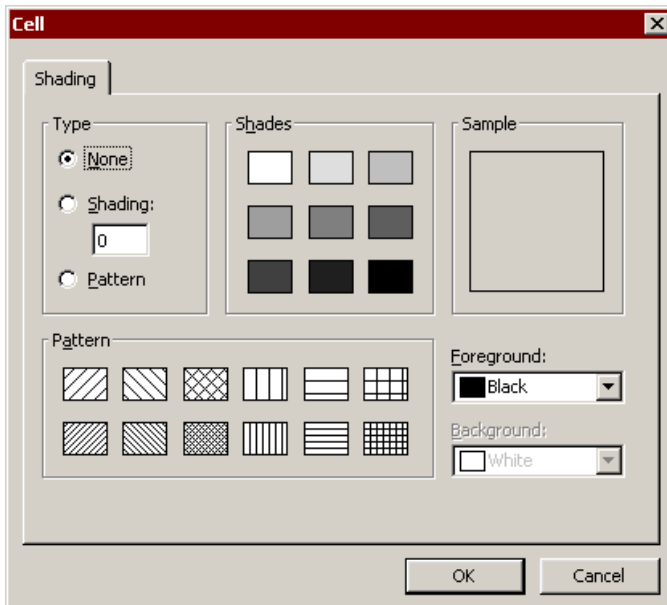 Cell
Shading
Type
None
Shading:
0
Pattern
Shades
Sample
Pattern
Foreground:
Black
Background:
White
OK
Cancel